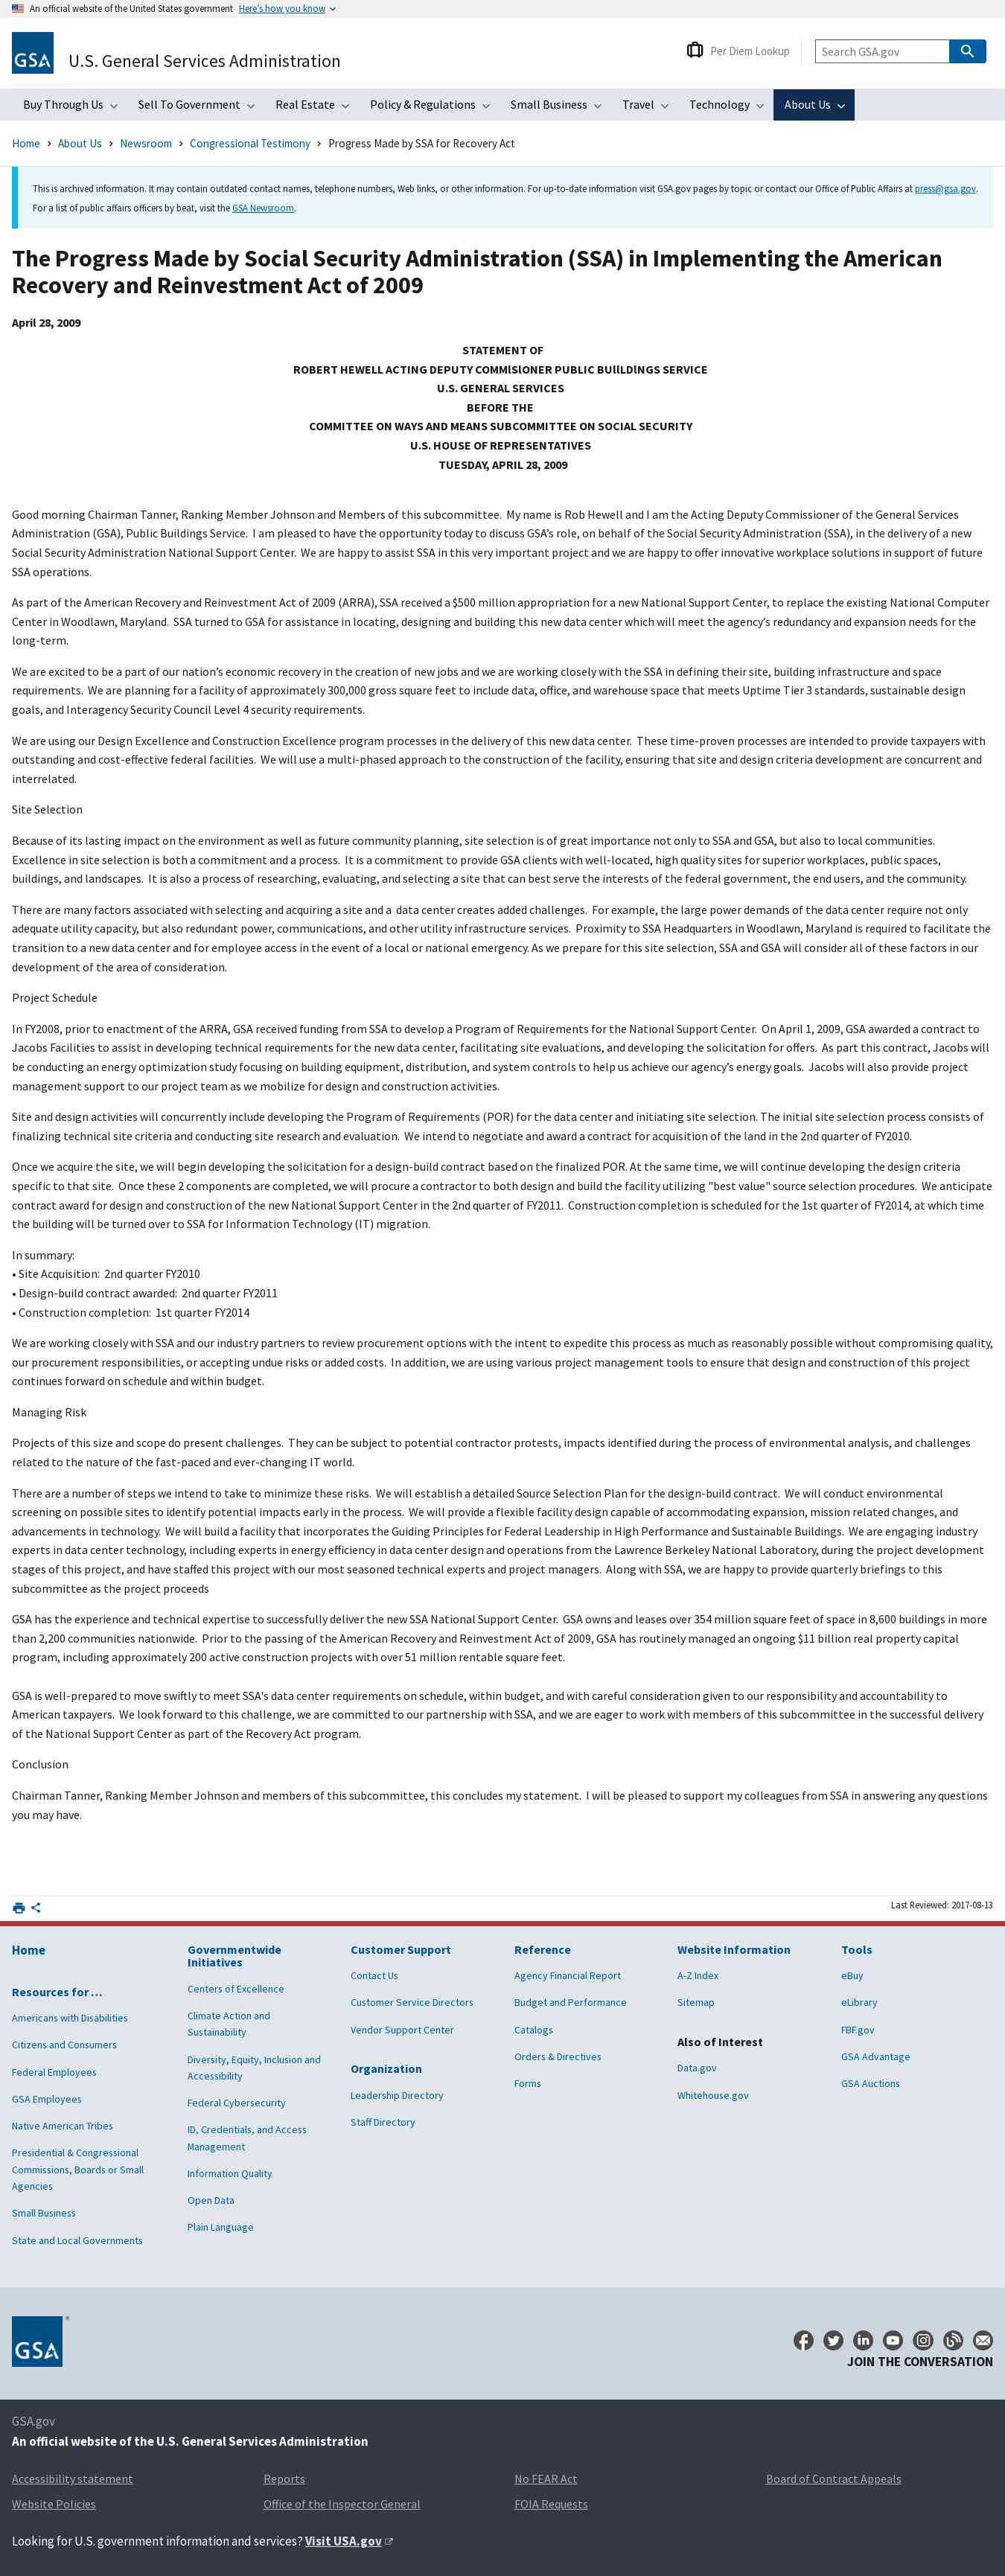 An official website of the United States government Here's how you know
GSA U.S. General Services Administration
Per Diem Lookup
Search GSA.gov
Buy Through Us Sell To Government Real Estate Policy & Regulations Small Business Travel Technology About Us
Home › About Us › Newsroom › Congressional Testimony › Progress Made by SSA for Recovery Act
This is archived information. It may contain outdated contact names, telephone numbers, Web links, or other information. For up-to-date information visit GSA.gov pages by topic or contact our Office of Public Affairs at press@gsa.gov.
For a list of public affairs officers by beat, visit the GSA Newsroom.
The Progress Made by Social Security Administration (SSA) in Implementing the American
Recovery and Reinvestment Act of 2009
April 28, 2009
STATEMENT OF
ROBERT HEWELL ACTING DEPUTY COMMlSlONER PUBLIC BUllLDlNGS SERVICE
U.S. GENERAL SERVICES
BEFORE THE
COMMITTEE ON WAYS AND MEANS SUBCOMMITTEE ON SOCIAL SECURITY
U.S. HOUSE OF REPRESENTATIVES
TUESDAY, APRIL 28, 2009
Good morning Chairman Tanner, Ranking Member Johnson and Members of this subcommittee. My name is Rob Hewell and I am the Acting Deputy Commissioner of the General Services
Administration (GSA), Public Buildings Service. I am pleased to have the opportunity today to discuss GSA's role, on behalf of the Social Security Administration (SSA), in the delivery of a new
Social Security Administration National Support Center. We are happy to assist SSA in this very important project and we are happy to offer innovative workplace solutions in support of future
SSA operations.
As part of the American Recovery and Reinvestment Act of 2009 (ARRA), SSA received a $500 million appropriation for a new National Support Center, to replace the existing National Computer
Center in Woodlawn, Maryland. SSA turned to GSA for assistance in locating, designing and building this new data center which will meet the agency's redundancy and expansion needs for the
long-term.
We are excited to be a part of our nation's economic recovery in the creation of new jobs and we are working closely with the SSA in defining their site, building infrastructure and space
requirements. We are planning for a facility of approximately 300,000 gross square feet to include data, office, and warehouse space that meets Uptime Tier 3 standards, sustainable design
goals, and Interagency Security Council Level 4 security requirements.
We are using our Design Excellence and Construction Excellence program processes in the delivery of this new data center. These time-proven processes are intended to provide taxpayers with
outstanding and cost-effective federal facilities. We will use a multi-phased approach to the construction of the facility, ensuring that site and design criteria development are concurrent and
interrelated.
Site Selection
Because of its lasting impact on the environment as well as future community planning, site selection is of great importance not only to SSA and GSA, but also to local communities.
Excellence in site selection is both a commitment and a process. It is a commitment to provide GSA clients with well-located, high quality sites for superior workplaces, public spaces,
buildings, and landscapes. It is also a process of researching, evaluating, and selecting a site that can best serve the interests of the federal government, the end users, and the community.
There are many factors associated with selecting and acquiring a site and a data center creates added challenges. For example, the large power demands of the data center require not only
adequate utility capacity, but also redundant power, communications, and other utility infrastructure services. Proximity to SSA Headquarters in Woodlawn, Maryland is required to facilitate the
transition to a new data center and for employee access in the event of a local or national emergency. As we prepare for this site selection, SSA and GSA will consider all of these factors in our
development of the area of consideration.
Project Schedule
In FY2008, prior to enactment of the ARRA, GSA received funding from SSA to develop a Program of Requirements for the National Support Center. On April 1, 2009, GSA awarded a contract to
Jacobs Facilities to assist in developing technical requirements for the new data center, facilitating site evaluations, and developing the solicitation for offers. As part this contract, Jacobs will
be conducting an energy optimization study focusing on building equipment, distribution, and system controls to help us achieve our agency's energy goals. Jacobs will also provide project
management support to our project team as we mobilize for design and construction activities.
Site and design activities will concurrently include developing the Program of Requirements (POR) for the data center and initiating site selection. The initial site selection process consists of
finalizing technical site criteria and conducting site research and evaluation. We intend to negotiate and award a contract for acquisition of the land in the 2nd quarter of FY2010.
Once we acquire the site, we will begin developing the solicitation for a design-build contract based on the finalized POR. At the same time, we will continue developing the design criteria
specific to that site. Once these 2 components are completed, we will procure a contractor to both design and build the facility utilizing "best value" source selection procedures. We anticipate
contract award for design and construction of the new National Support Center in the 2nd quarter of FY2011. Construction completion is scheduled for the 1st quarter of FY2014, at which time
the building will be turned over to SSA for Information Technology (IT) migration.
In summary:
• Site Acquisition: 2nd quarter FY2010
• Design-build contract awarded: 2nd quarter FY2011
• Construction completion: 1st quarter FY2014
We are working closely with SSA and our industry partners to review procurement options with the intent to expedite this process as much as reasonably possible without compromising quality,
our procurement responsibilities, or accepting undue risks or added costs. In addition, we are using various project management tools to ensure that design and construction of this project
continues forward on schedule and within budget.
Managing Risk
Projects of this size and scope do present challenges. They can be subject to potential contractor protests, impacts identified during the process of environmental analysis, and challenges
related to the nature of the fast-paced and ever-changing IT world.
There are a number of steps we intend to take to minimize these risks. We will establish a detailed Source Selection Plan for the design-build contract. We will conduct environmental
screening on possible sites to identify potential impacts early in the process. We will provide a flexible facility design capable of accommodating expansion, mission related changes, and
advancements in technology. We will build a facility that incorporates the Guiding Principles for Federal Leadership in High Performance and Sustainable Buildings. We are engaging industry
experts in data center technology, including experts in energy efficiency in data center design and operations from the Lawrence Berkeley National Laboratory, during the project development
stages of this project, and have staffed this project with our most seasoned technical experts and project managers. Along with SSA, we are happy to provide quarterly briefings to this
subcommittee as the project proceeds
GSA has the experience and technical expertise to successfully deliver the new SSA National Support Center. GSA owns and leases over 354 million square feet of space in 8,600 buildings in more
than 2,200 communities nationwide. Prior to the passing of the American Recovery and Reinvestment Act of 2009, GSA has routinely managed an ongoing $11 billion real property capital
program, including approximately 200 active construction projects with over 51 million rentable square feet.
GSA is well-prepared to move swiftly to meet SSA's data center requirements on schedule, within budget, and with careful consideration given to our responsibility and accountability to
American taxpayers. We look forward to this challenge, we are committed to our partnership with SSA, and we are eager to work with members of this subcommittee in the successful delivery
of the National Support Center as part of the Recovery Act program.
Conclusion
Chairman Tanner, Ranking Member Johnson and members of this subcommittee, this concludes my statement. I will be pleased to support my colleagues from SSA in answering any questions
you may have.
Last Reviewed: 2017-08-13
Home
Resources for …
Americans with Disabilities
Citizens and Consumers
Federal Employees
GSA Employees
Native American Tribes
Presidential & Congressional
Commissions, Boards or Small
Agencies
Small Business
State and Local Governments
Governmentwide
Initiatives
Centers of Excellence
Climate Action and
Sustainability
Diversity, Equity, Inclusion and
Accessibility
Federal Cybersecurity
ID, Credentials, and Access
Management
Information Quality
Open Data
Plain Language
Customer Support
Contact Us
Customer Service Directors
Vendor Support Center
Organization
Leadership Directory
Staff Directory
Reference
Agency Financial Report
Budget and Performance
Catalogs
Orders & Directives
Forms
Website Information
A-Z Index
Sitemap
Also of Interest
Data.gov
Whitehouse.gov
Tools
eBuy
eLibrary
FBF.gov
GSA Advantage
GSA Auctions
GSA
JOIN THE CONVERSATION
GSA.gov
An official website of the U.S. General Services Administration
Accessibility statement Reports No FEAR Act Board of Contract Appeals
Website Policies Office of the Inspector General FOIA Requests
Looking for U.S. government information and services? Visit USA.gov